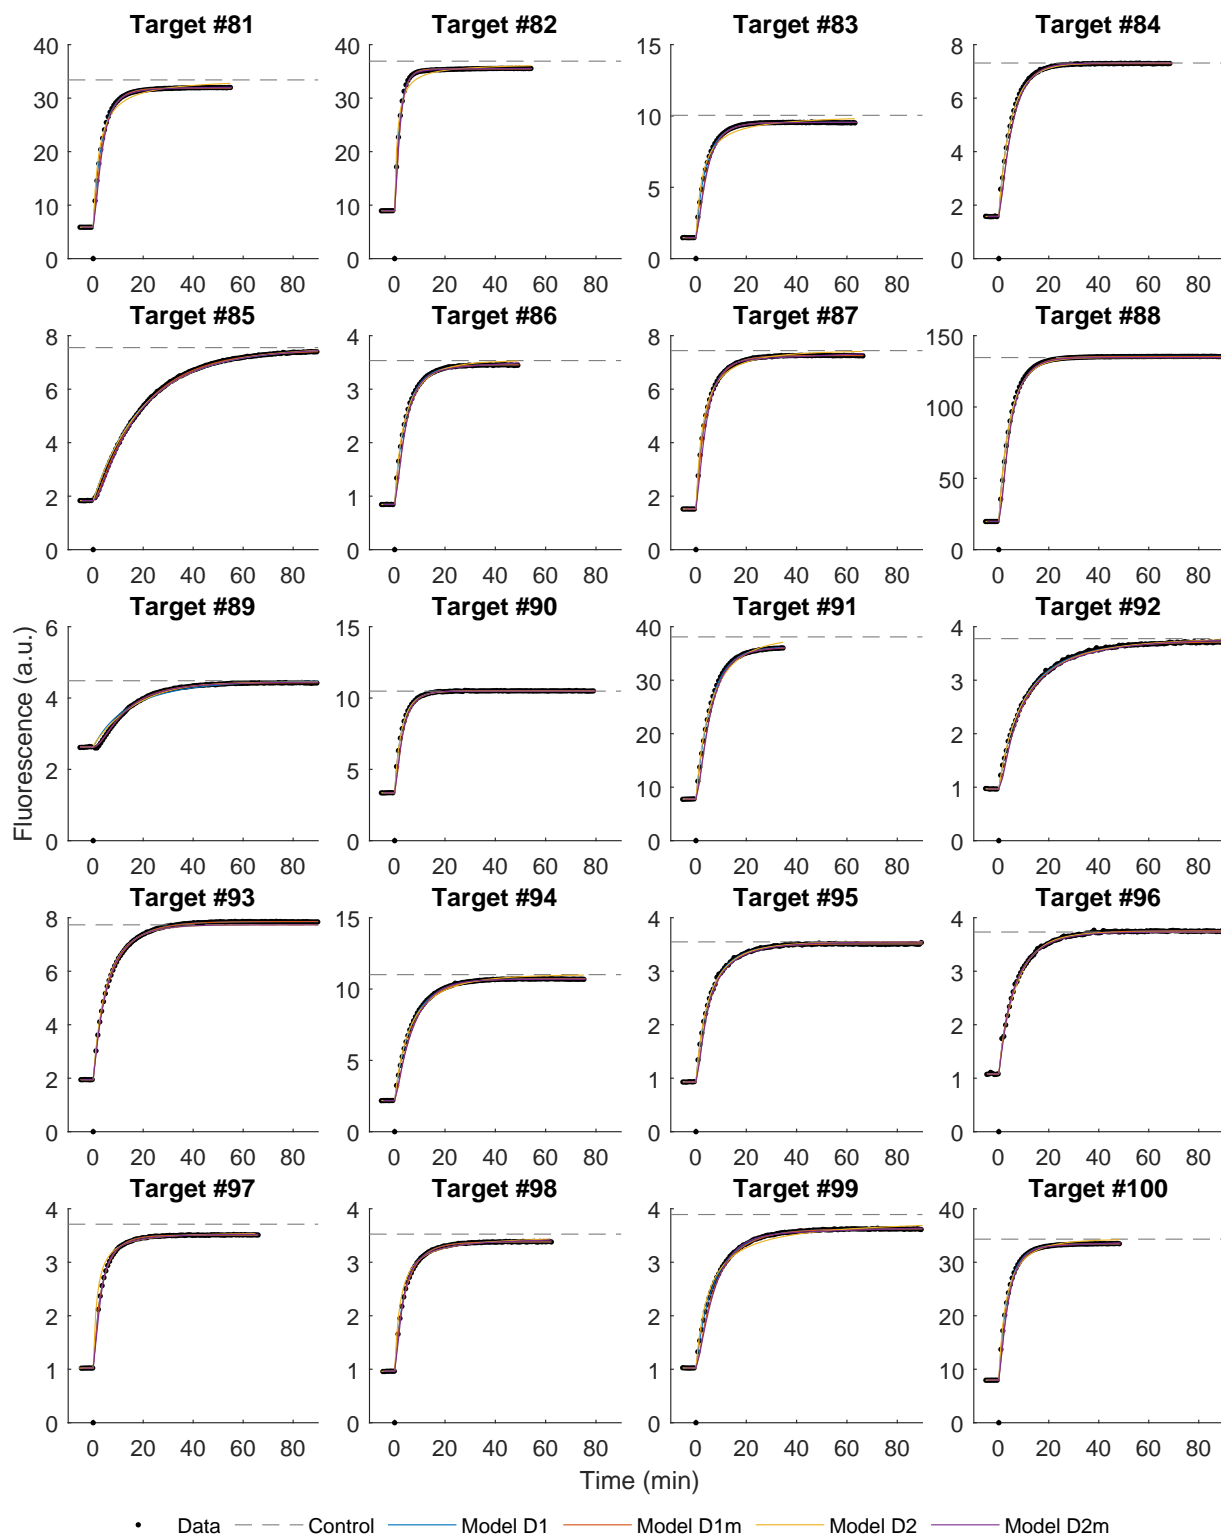 Target #81 Target #82 Target #83 Target #84
40 40 15 8
30 30 10 6
20 20 4
10 10 5 2
0 0 0 0
0 20 40 60 80 0 20 40 60 80 0 20 40 60 80 0 20 40 60 80
Target #85 Target #86 Target #87 Target #88
8 4 8 150
6 3 6 100
4 2 4 50
2 1 2
0 0 0 0
0 20 40 60 80 0 20 40 60 80 0 20 40 60 80 0 20 40 60 80
Target #89 Target #90 Target #91 Target #92
6 15 40 4
4 10 30 3
2 5 20 2
10 1
0 0 0 0
0 20 40 60 80 0 20 40 60 80 0 20 40 60 80 0 20 40 60 80
Fluorescence (a.u.)
Target #93 Target #94 Target #95 Target #96
8 15 4 4
6 10 3 3
4 5 2 2
2 1 1
0 0 0 0
0 20 40 60 80 0 20 40 60 80 0 20 40 60 80 0 20 40 60 80
Target #97 Target #98 Target #99 Target #100
4 4 4 40
3 3 3 30
2 2 2 20
1 1 1 10
0 0 0 0
0 20 40 60 80 0 20 40 60 80 0 20 40 60 80 0 20 40 60 80
Time (min)
Data Control Model D1 Model D1m Model D2 Model D2m